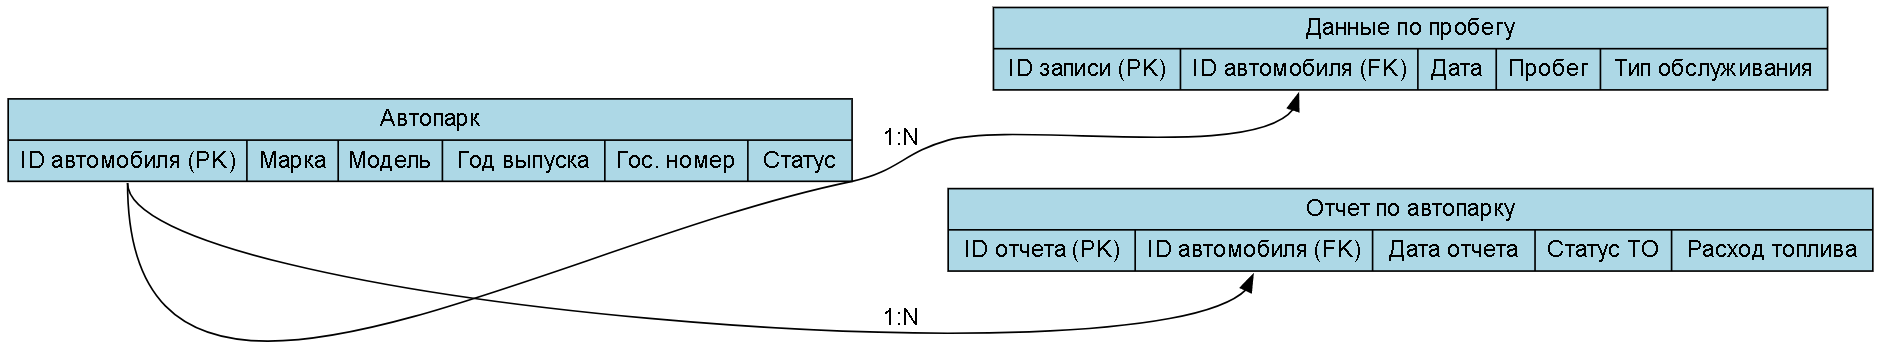 Данные по пробегу
ID записи (PK) ID автомобиля (FK) Дата Пробег Тип обслуживания
Автопарк
ID автомобиля (PK) Марка Модель Год выпуска Гос. номер Статус
1:N
Отчет по автопарку
ID отчета (PK) ID автомобиля (FK) Дата отчета Статус ТО Расход топлива
1:N